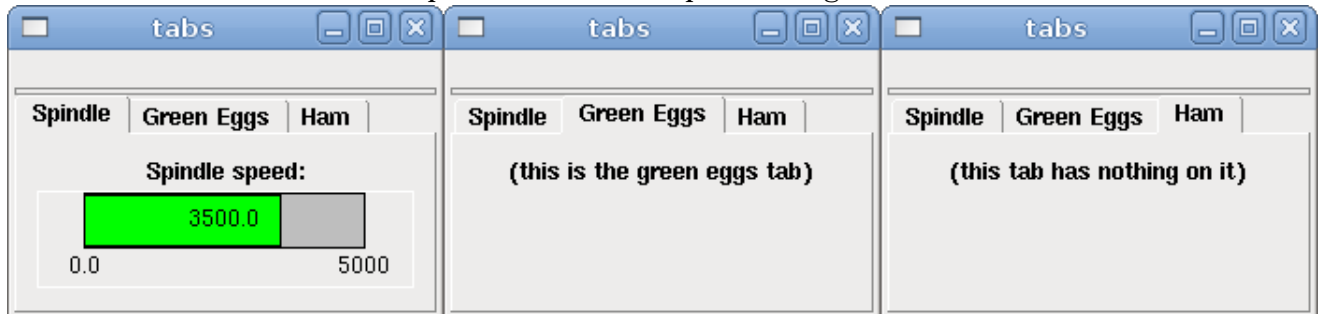 tabs
Spindle Green Eggs Ham
Spindle speed:
3500.0
0.0 5000
tabs
Spindle Green Eggs Ham
(this is the green eggs tab)
tabs
Spindle Green Eggs Ham
(this tab has nothing on it)